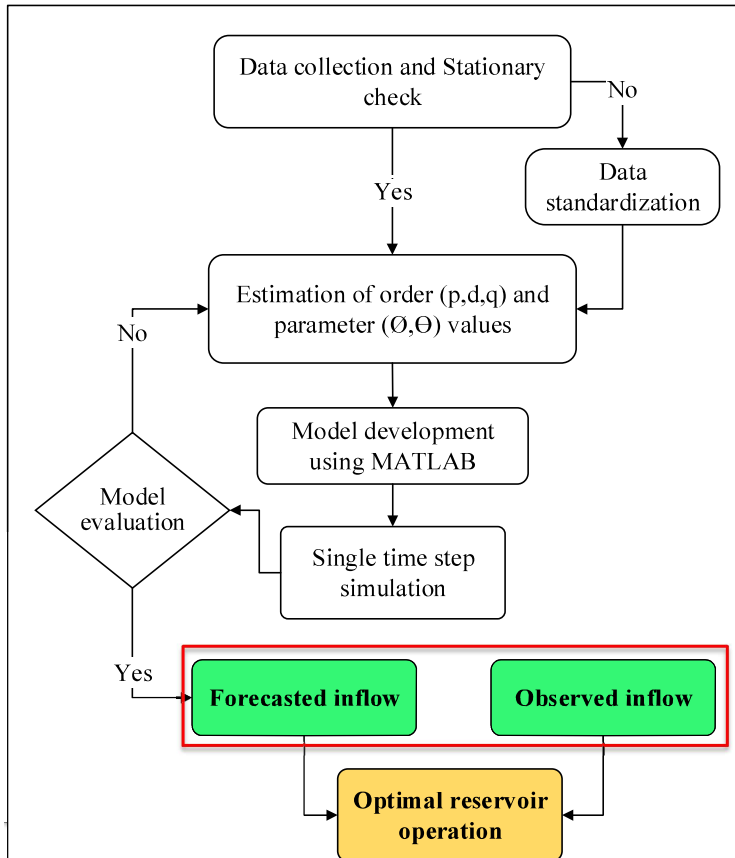 Data collection and Stationary
check
No
Data
standardization
Yes
Estimation of order (p,d,q) and
parameter (Ø,Ө) values
No
Model development
using MATLAB
Model
evaluation
Single time step
simulation
Yes
Forecasted inflow
Observed inflow
Optimal reservoir
operation